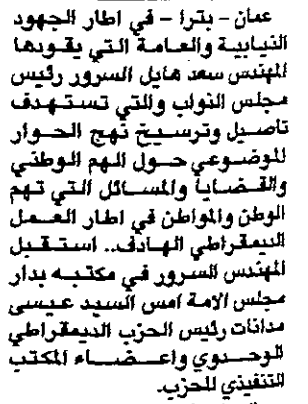 عمان - بترا - في اطار الجهود
النيابية والعامة التي يقودها
المهندس سعد هايل السرور رئيس
مجلس النواب والتي تستهدف
تاصيل وترسيخ نهج الحوار
الموضوعي حول الهم الوطني
والقضايا والمسائل التي تهم
الوطن والمواطن في اطار العمل
الديمقراطي الهادف.. استقبل
المهندس السرور في مكتبه بدار
مجلس الامة امس السيد عيسى
مدانات رئيس الحزب الديمقراطي
الوحدوي واعضاء المكتب
التنفيذي للحزب.